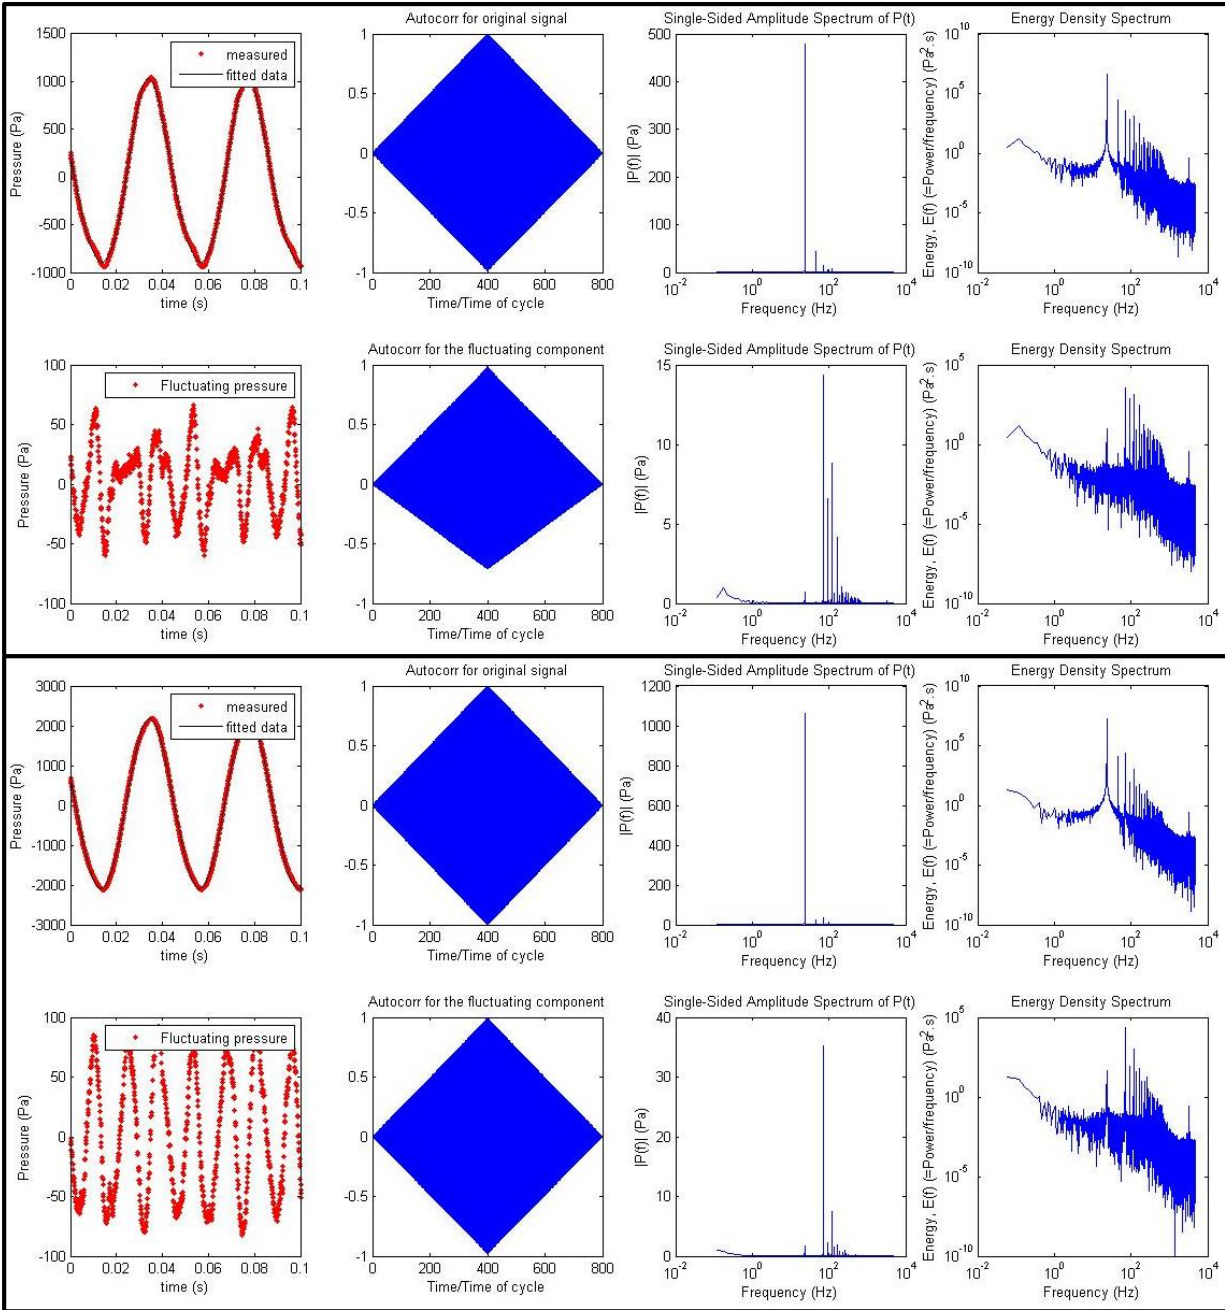 Autocorr for original signal
Single-Sided Amplitude Spectrum of P(t)
Energy Density Spectrum
1500
1000
500
0
-500
-1000
Pressure (Pa)
measured
fitted data
0 0.02 0.04 0.06 0.08 0.1
time (s)
1
0.5
0
-0.5
-1
0 200 400 600 800
Time/Time of cycle
500
400
300
200
100
0
|P(f)| (Pa)
10^-2 10^0 10^2 10^4
Frequency (Hz)
10^10
10^5
10^0
10^-5
10^-10
Energy, E(f) (=Power/frequency) (Pa^2.s)
10^-2 10^0 10^2 10^4
Frequency (Hz)
Autocorr for the fluctuating component
Single-Sided Amplitude Spectrum of P(t)
Energy Density Spectrum
100
50
0
-50
-100
Pressure (Pa)
Fluctuating pressure
0 0.02 0.04 0.06 0.08 0.1
time (s)
1
0.5
0
-0.5
-1
0 200 400 600 800
Time/Time of cycle
15
10
5
0
|P(f)| (Pa)
10^-2 10^0 10^2 10^4
Frequency (Hz)
10^5
10^0
10^-5
10^-10
Energy, E(f) (=Power/frequency) (Pa^2.s)
10^-2 10^0 10^2 10^4
Frequency (Hz)
Autocorr for original signal
Single-Sided Amplitude Spectrum of P(t)
Energy Density Spectrum
3000
2000
1000
0
-1000
-2000
-3000
Pressure (Pa)
measured
fitted data
0 0.02 0.04 0.06 0.08 0.1
time (s)
1
0.5
0
-0.5
-1
0 200 400 600 800
Time/Time of cycle
1200
1000
800
600
400
200
0
|P(f)| (Pa)
10^-2 10^0 10^2 10^4
Frequency (Hz)
10^10
10^5
10^0
10^-5
10^-10
Energy, E(f) (=Power/frequency) (Pa^2.s)
10^-2 10^0 10^2 10^4
Frequency (Hz)
Autocorr for the fluctuating component
Single-Sided Amplitude Spectrum of P(t)
Energy Density Spectrum
100
50
0
-50
-100
Pressure (Pa)
Fluctuating pressure
0 0.02 0.04 0.06 0.08 0.1
time (s)
1
0.5
0
-0.5
-1
0 200 400 600 800
Time/Time of cycle
40
30
20
10
0
|P(f)| (Pa)
10^-2 10^0 10^2 10^4
Frequency (Hz)
10^5
10^0
10^-5
10^-10
Energy, E(f) (=Power/frequency) (Pa^2.s)
10^-2 10^0 10^2 10^4
Frequency (Hz)